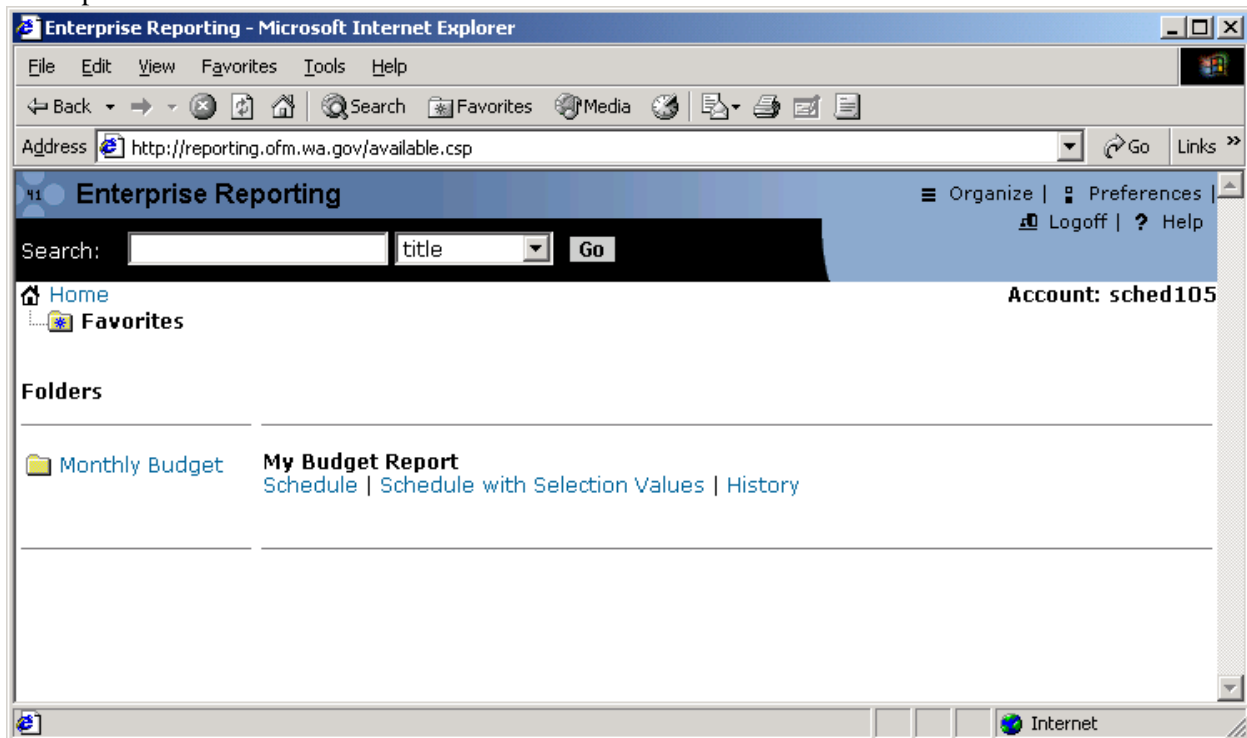 Enterprise Reporting - Microsoft Internet Explorer
File Edit View Favorites Tools Help
Back Search Favorites Media
Address http://reporting.ofm.wa.gov/available.csp Go Links »
Enterprise Reporting Organize | Preferences |
Logoff | ? Help
Search: title Go
Home Account: sched105
Favorites
Folders
Monthly Budget My Budget Report
Schedule | Schedule with Selection Values | History
Internet